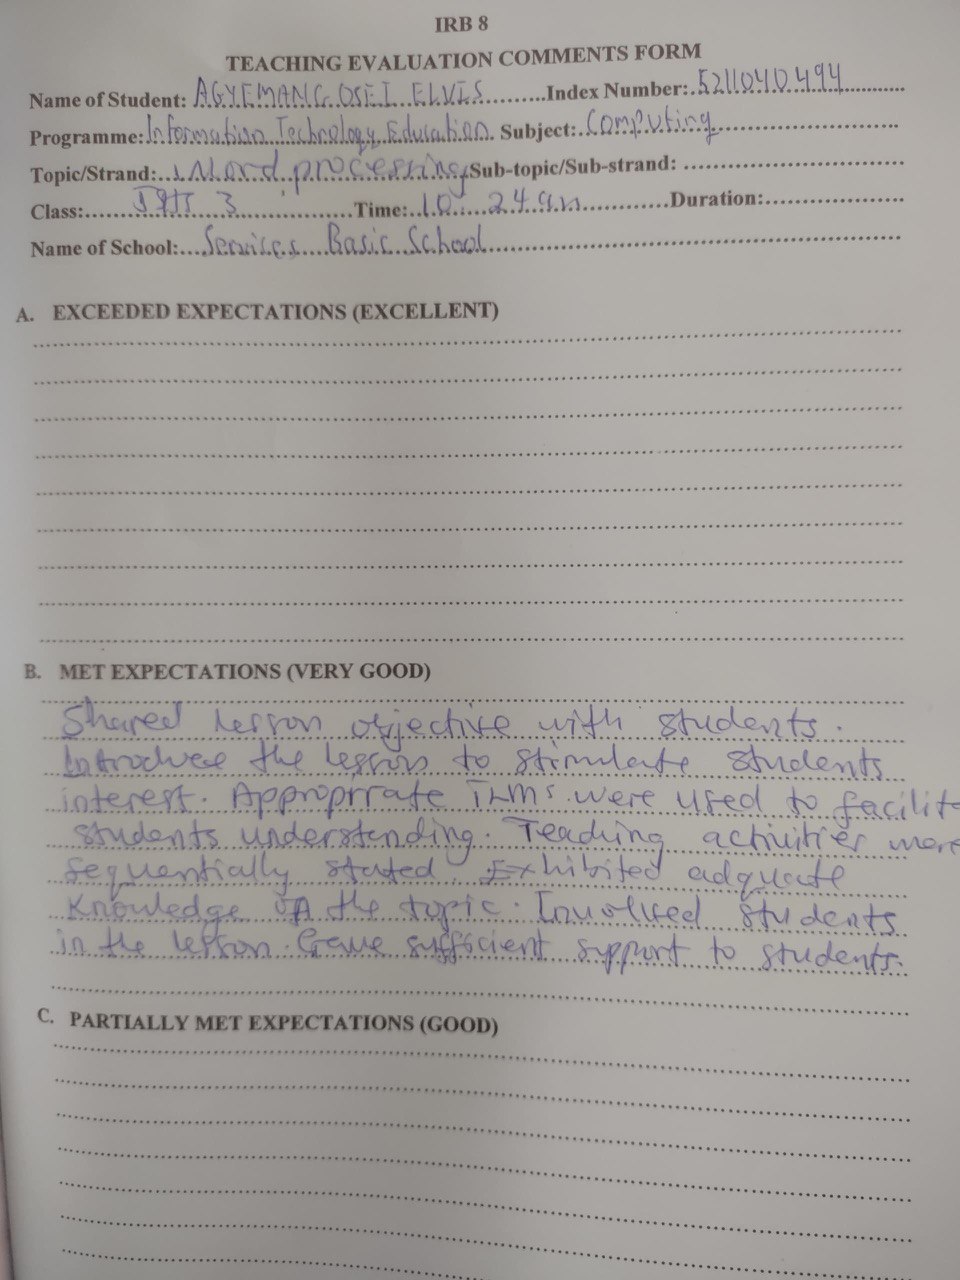 IRB 8
TEACHING EVALUATION COMMENTS FORM
Name of Student: AGYEMANG OSEI ELVIS Index Number: 5211040494
Programme: Information Technology Education Subject: Computing
Topic/Strand: Word processing Sub-topic/Sub-strand:
Class: JHS 3 Time: 10:24am Duration:
Name of School: Services Basic School
A. EXCEEDED EXPECTATIONS (EXCELLENT)
B. MET EXPECTATIONS (VERY GOOD)
Shared lesson objective with students.
Introduce the lesson to stimulate students
interest. Appropriate TLMs were used to facilit
students understanding. Teaching activities were
sequentially stated. Exhibited adquate
Knowledge of the topic. Involved students
in the lesson. Gave sufficient support to students.
C. PARTIALLY MET EXPECTATIONS (GOOD)